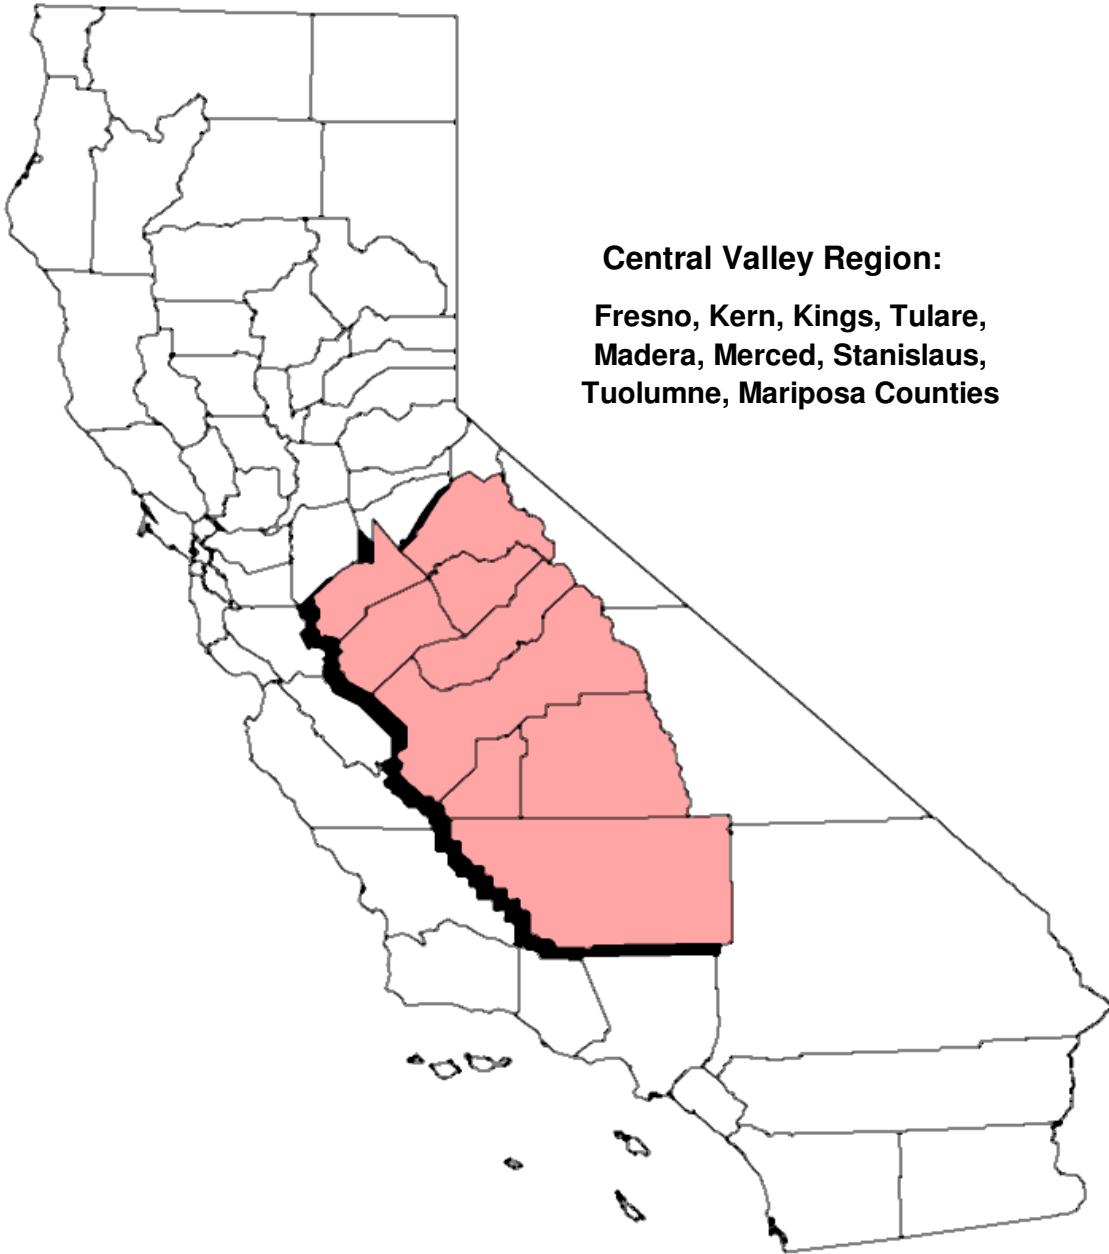 Central Valley Region:
Fresno, Kern, Kings, Tulare,
Madera, Merced, Stanislaus,
Tuolumne, Mariposa Counties